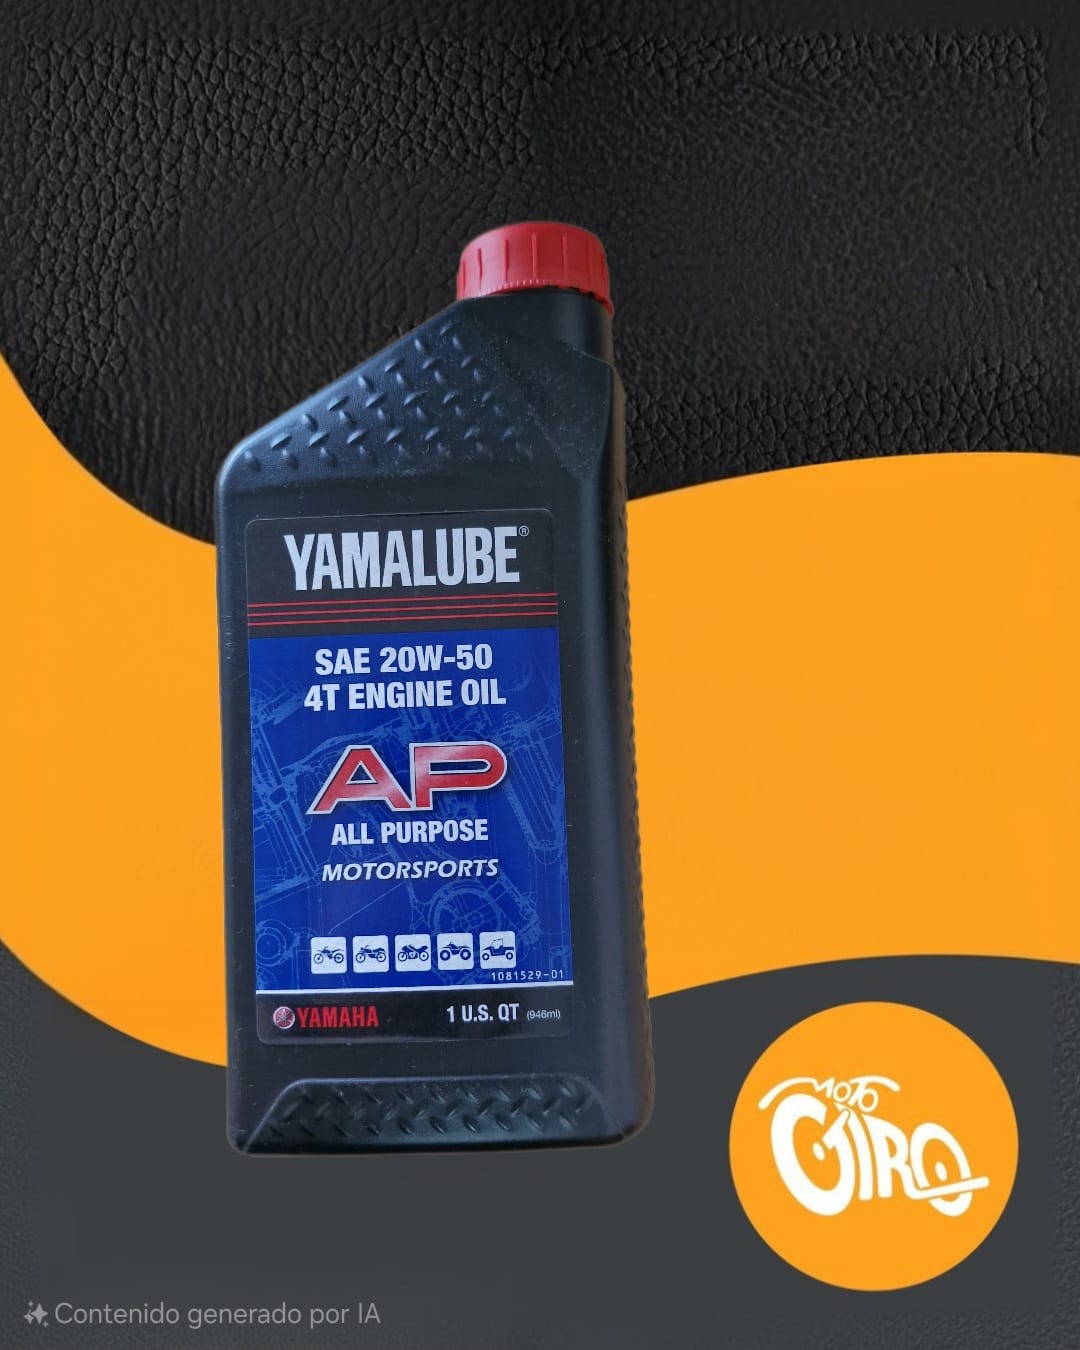 YAMALUBE®
SAE 20W-50
4T ENGINE OIL
AP
ALL PURPOSE
MOTORSPORTS
1081529-01
YAMAHA
1 U.S. QT (946ml)
MOTO
GIRO
Contenido generado por IA